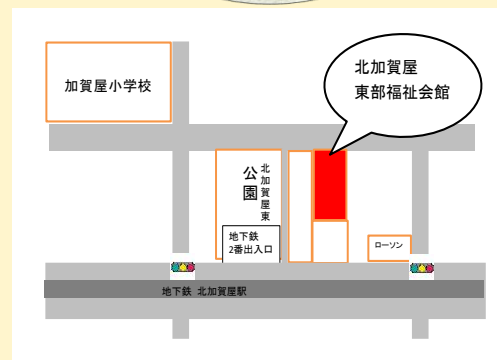 北加賀屋
東部福祉会館
加賀屋小学校
北加賀屋東
公園
地下鉄
2番出入口
ローソン
地下鉄 北加賀屋駅